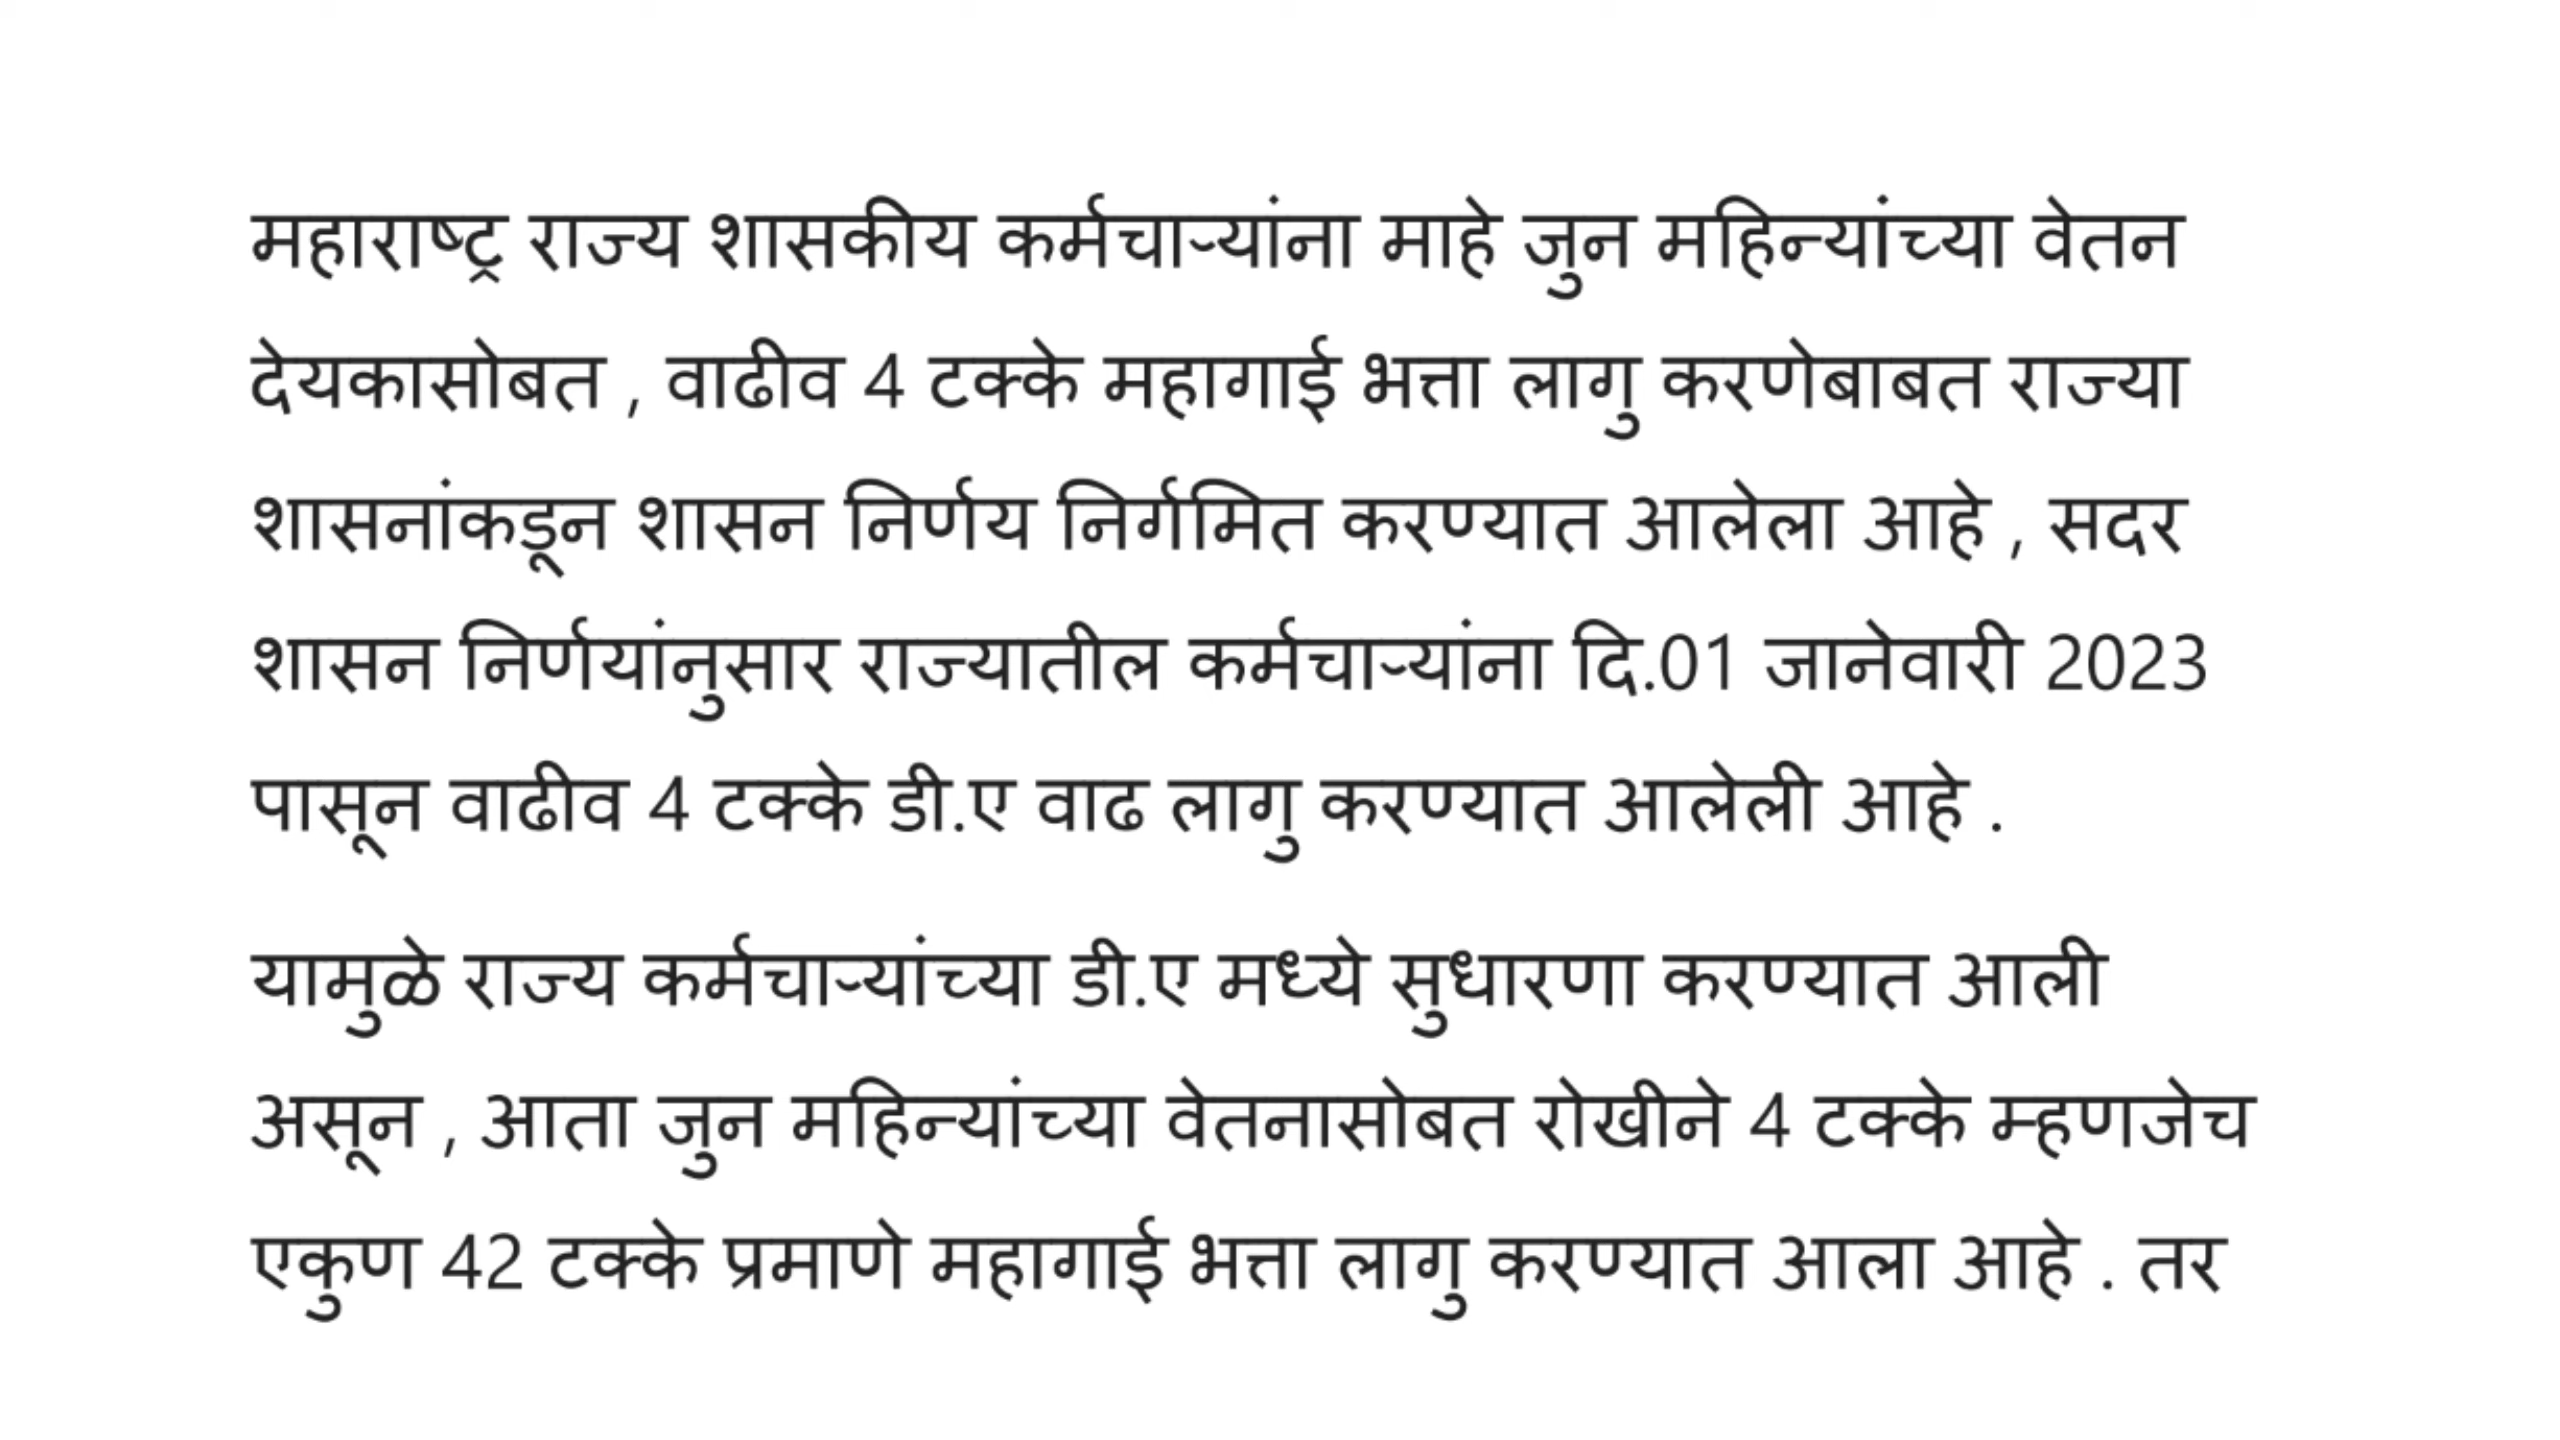 महाराष्ट्र राज्य शासकीय कर्मचाऱ्यांना माहे जुन महिन्यांच्या वेतन
देयकासोबत , वाढीव 4 टक्के महागाई भत्ता लागु करणेबाबत राज्या
शासनांकडून शासन निर्णय निर्गमित करण्यात आलेला आहे , सदर
शासन निर्णयांनुसार राज्यातील कर्मचाऱ्यांना दि.01 जानेवारी 2023
पासून वाढीव 4 टक्के डी.ए वाढ लागु करण्यात आलेली आहे .
यामुळे राज्य कर्मचाऱ्यांच्या डी.ए मध्ये सुधारणा करण्यात आली
असून , आता जुन महिन्यांच्या वेतनासोबत रोखीने 4 टक्के म्हणजेच
एकुण 42 टक्के प्रमाणे महागाई भत्ता लागु करण्यात आला आहे . तर